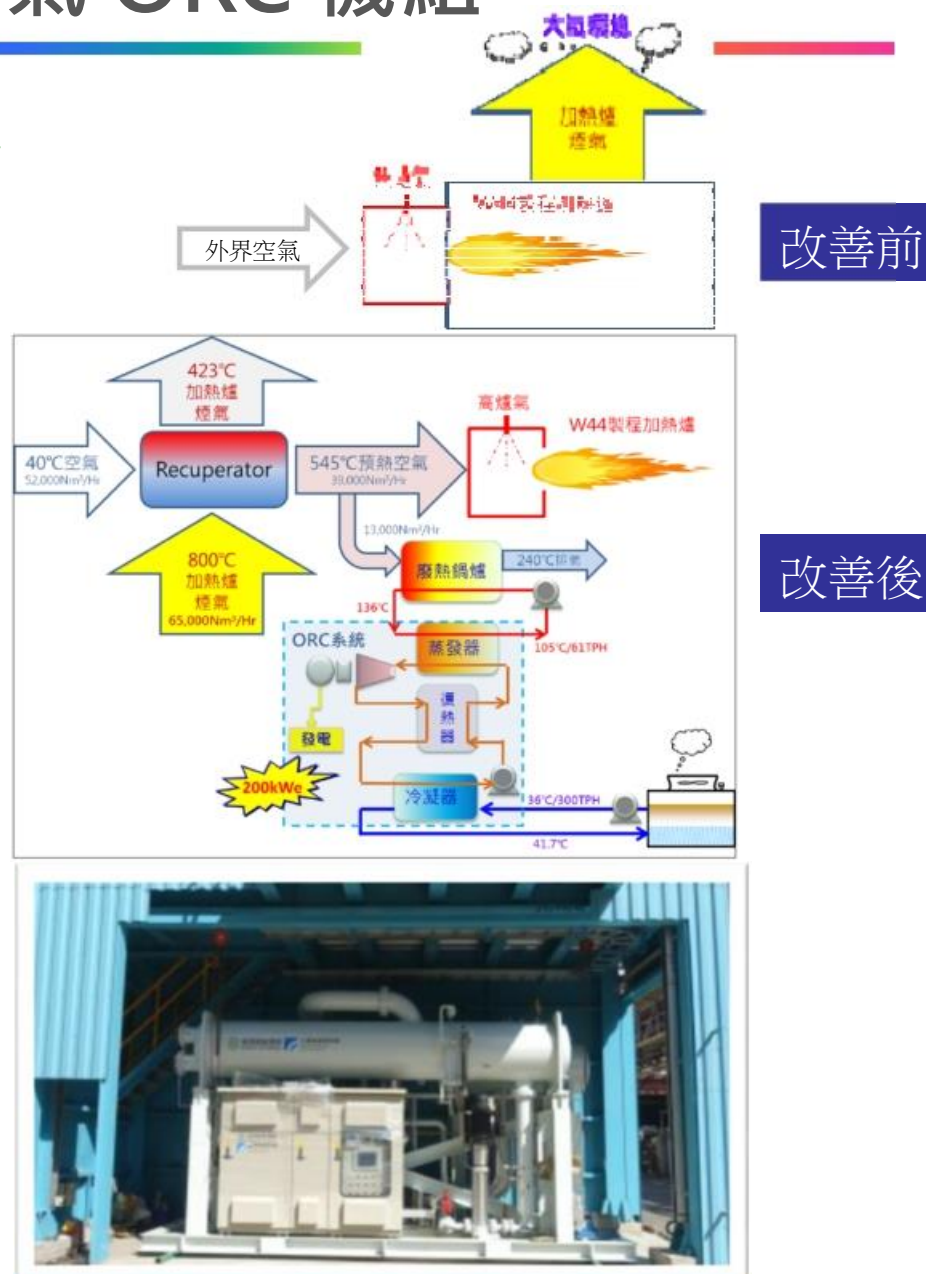 氣 ORC 機組
大氣環境
加熱爐
煙氣
外界空氣
改善前
423℃
加熱爐
煙氣
高爐氣
W44製程加熱爐
40℃空氣
52,000Nm³/Hr
Recuperator
545℃預熱空氣
39,000Nm³/Hr
13,000Nm³/Hr
800℃
加熱爐
煙氣
65,000Nm³/Hr
廢熱鍋爐
240℃排氣
改善後
136℃
105℃/61TPH
ORC系統
蒸發器
發電
200kWe
冷凝器
36℃/300TPH
41.7℃